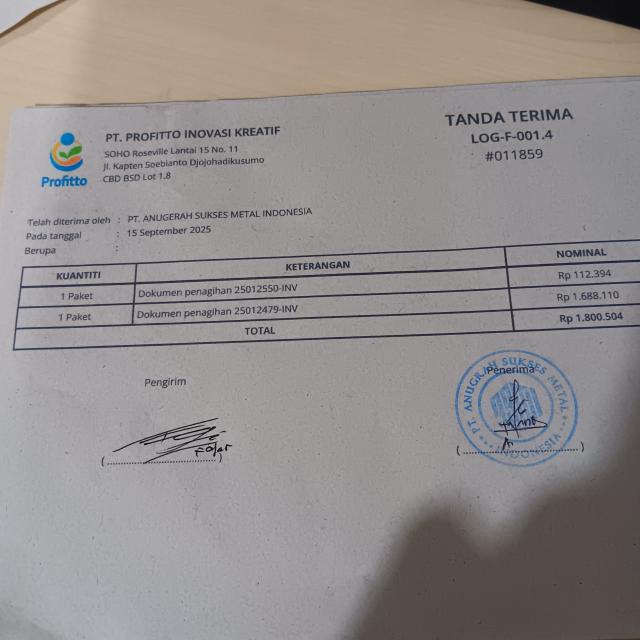 Profitto
PT. PROFITTO INOVASI KREATIF
SOHO Roseville Lantai 15 No. 11
Jl. Kapten Soebianto Djojohadikusumo
CBD BSD Lot 1.8
TANDA TERIMA
LOG-F-001.4
#011859
Telah diterima oleh : PT. ANUGERAH SUKSES METAL INDONESIA
Pada tanggal : 15 September 2025
Berupa :
KUANTITI KETERANGAN NOMINAL
1 Paket Dokumen penagihan 25012550-INV Rp 112.394
1 Paket Dokumen penagihan 25012479-INV Rp 1.688.110
TOTAL Rp 1.800.504
Pengirim
Penerima
PT. ANUGRAH SUKSES METAL
INDONESIA
(..............................)
(..............................)